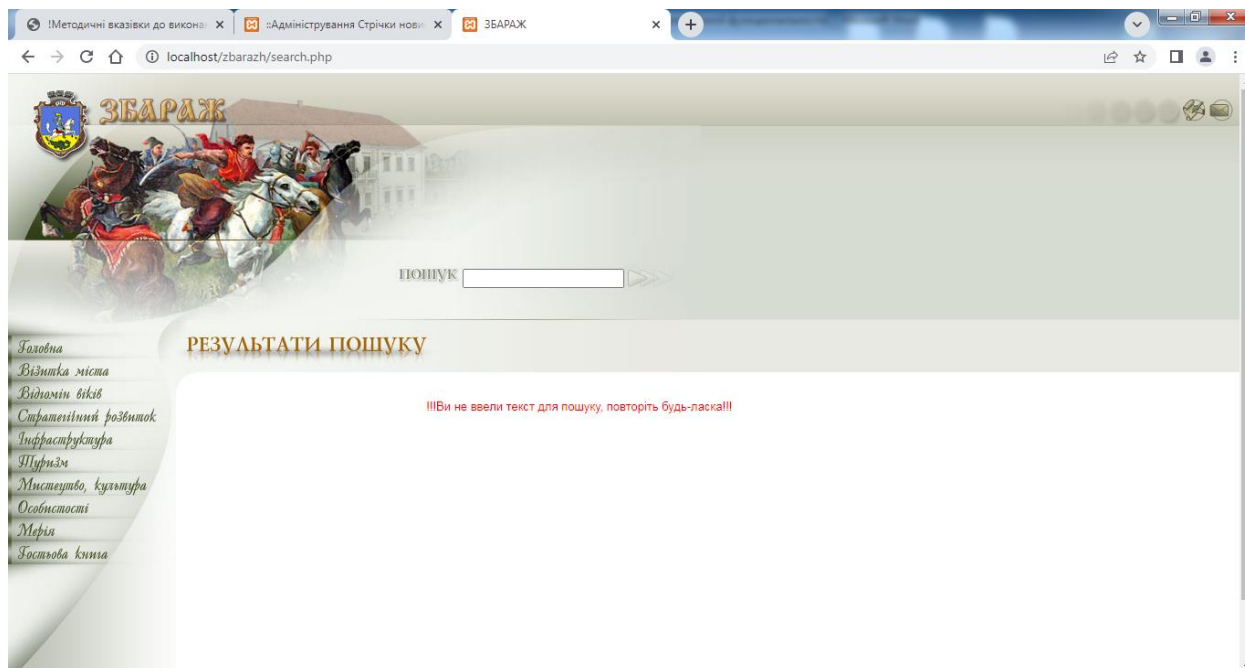 !Методичні вказівки до викона
::Адміністрування Стрічки нови
ЗБАРАЖ
localhost/zbarazh/search.php
ЗБАРАЖ
ПОШУК
РЕЗУЛЬТАТИ ПОШУКУ
Головна
Візитка міста
Відгомін віків
Стратегічний розвиток
Інфраструктура
Туризм
Мистецтво, культура
Особистості
Мерія
Гостьова книга
!!!Ви не ввели текст для пошуку, повторіть будь-ласка!!!